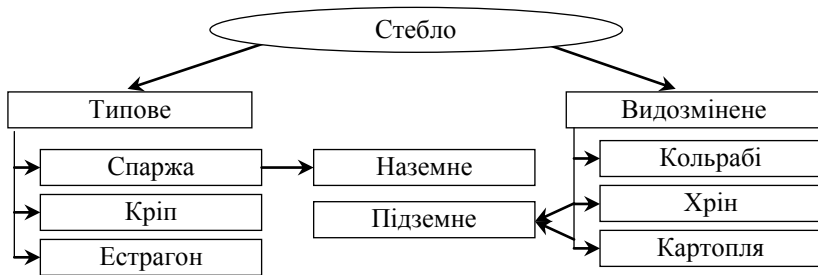 Стебло
Типове
Видозмінене
Спаржа
Наземне
Кольрабі
Кріп
Підземне
Хрін
Естрагон
Картопля